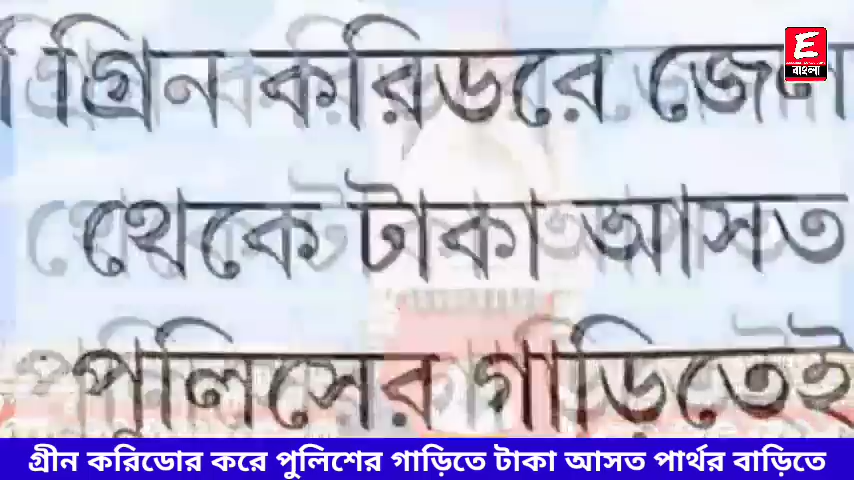 গ্রিন করিডরে জেলা
থেকে টাকা আসত
পুলিসের গাড়িতেই
E
বাংলা
গ্রীন করিডোর করে পুলিশের গাড়িতে টাকা আসত পার্থর বাড়িতে